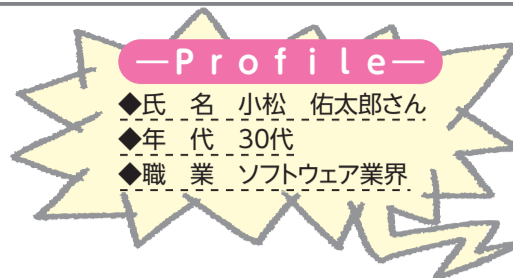 —Profile—
◆氏　名　小松　佑太郎さん
◆年　代　30代
◆職　業　ソフトウェア業界